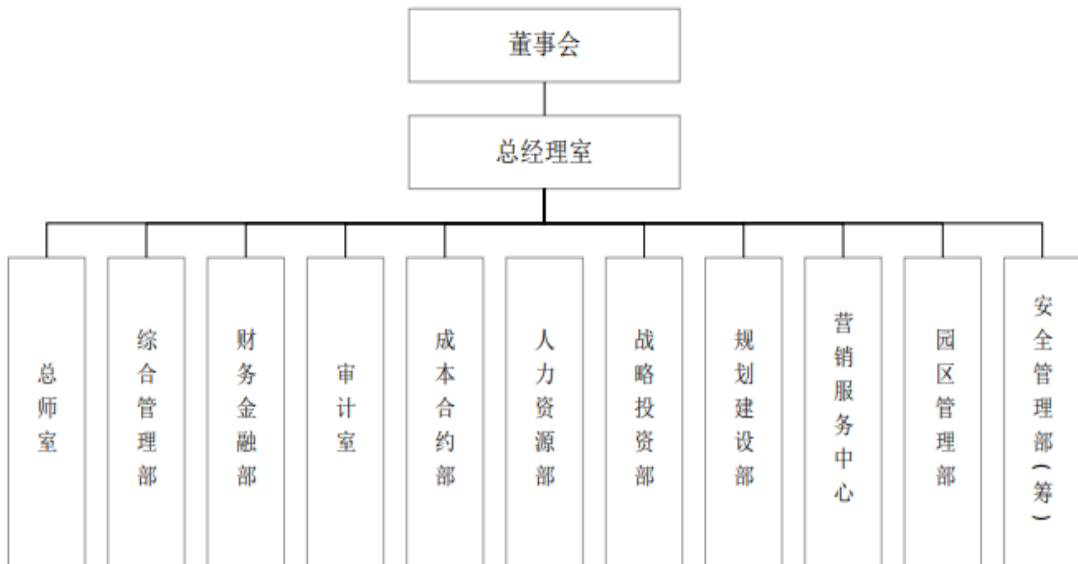 董事会
总经理室
总师室
综合管理部
财务金融部
审计室
成本合约部
人力资源部
战略投资部
规划建设部
营销服务中心
园区管理部
安全管理部(筹)